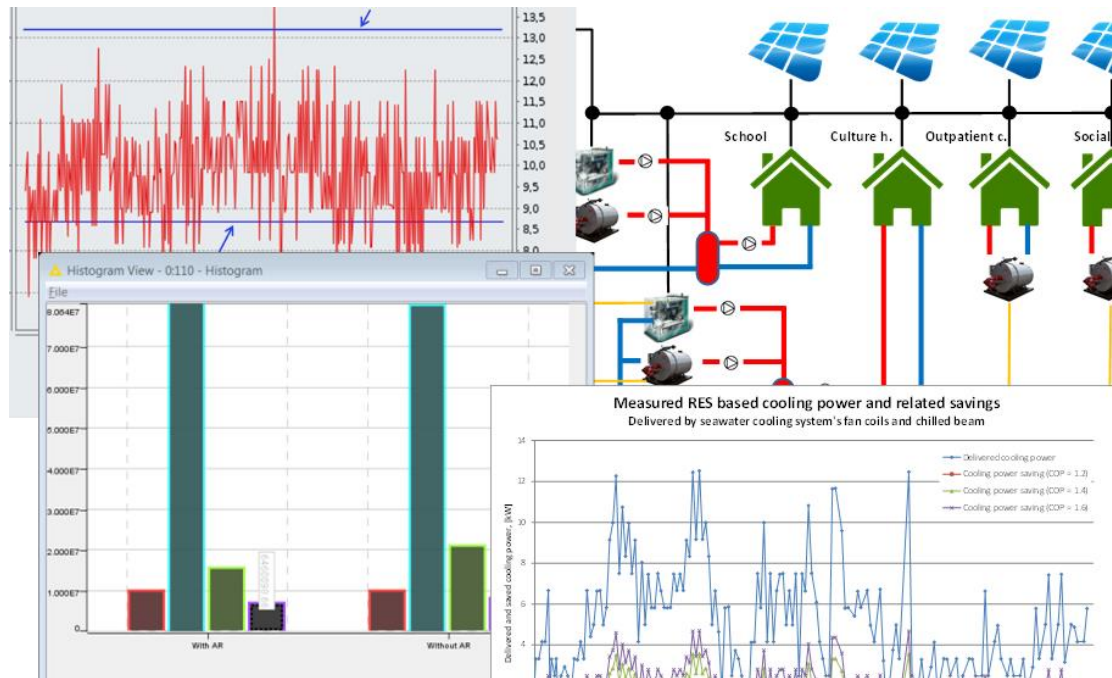 13,5
13,0
12,5
12,0
11,5
11,0
10,5
10,0
9,5
9,0
8,5
8,0
School
Culture h.
Outpatient c.
Social
Histogram View - 0:110 - Histogram
File
8.064E7
7.000E7
6.000E7
5.000E7
4.000E7
3.000E7
2.000E7
1.000E7
0.
With AR
Without AR
Measured RES based cooling power and related savings
Delivered by seawater cooling system's fan coils and chilled beam
Delivered and saved cooling power, [kW]
14
12
10
8
6
4
Delivered cooling power
Cooling power saving (COP = 1.2)
Cooling power saving (COP = 1.4)
Cooling power saving (COP = 1.6)